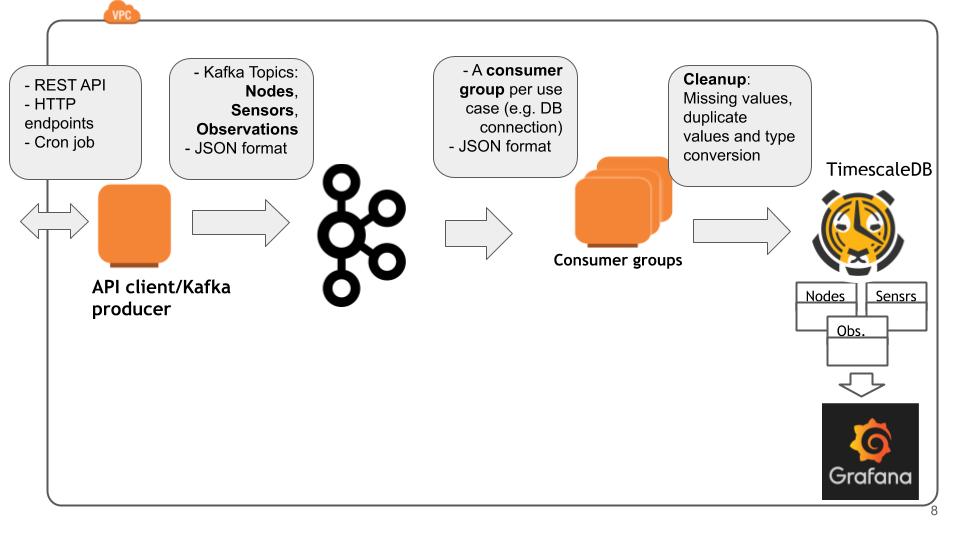 VPC
- REST API
- HTTP
endpoints
- Cron job
- Kafka Topics:
Nodes,
Sensors,
Observations
- JSON format
- A consumer
group per use
case (e.g. DB
connection)
- JSON format
Cleanup:
Missing values,
duplicate
values and type
conversion
TimescaleDB
API client/Kafka
producer
Consumer groups
Nodes
Sensrs
Obs.
Grafana
8